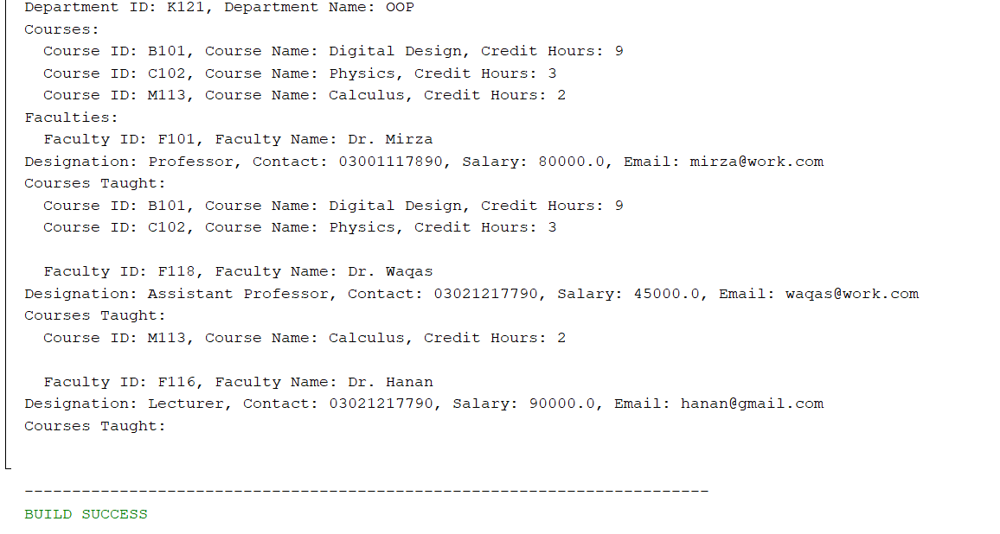 Department ID: K121, Department Name: OOP
Courses:
  Course ID: B101, Course Name: Digital Design, Credit Hours: 9
  Course ID: C102, Course Name: Physics, Credit Hours: 3
  Course ID: M113, Course Name: Calculus, Credit Hours: 2
Faculties:
  Faculty ID: F101, Faculty Name: Dr. Mirza
Designation: Professor, Contact: 03001117890, Salary: 80000.0, Email: mirza@work.com
Courses Taught:
  Course ID: B101, Course Name: Digital Design, Credit Hours: 9
  Course ID: C102, Course Name: Physics, Credit Hours: 3

  Faculty ID: F118, Faculty Name: Dr. Waqas
Designation: Assistant Professor, Contact: 03021217790, Salary: 45000.0, Email: waqas@work.com
Courses Taught:
  Course ID: M113, Course Name: Calculus, Credit Hours: 2

  Faculty ID: F116, Faculty Name: Dr. Hanan
Designation: Lecturer, Contact: 03021217790, Salary: 90000.0, Email: hanan@gmail.com
Courses Taught:

------------------------------------------------------------------------
BUILD SUCCESS